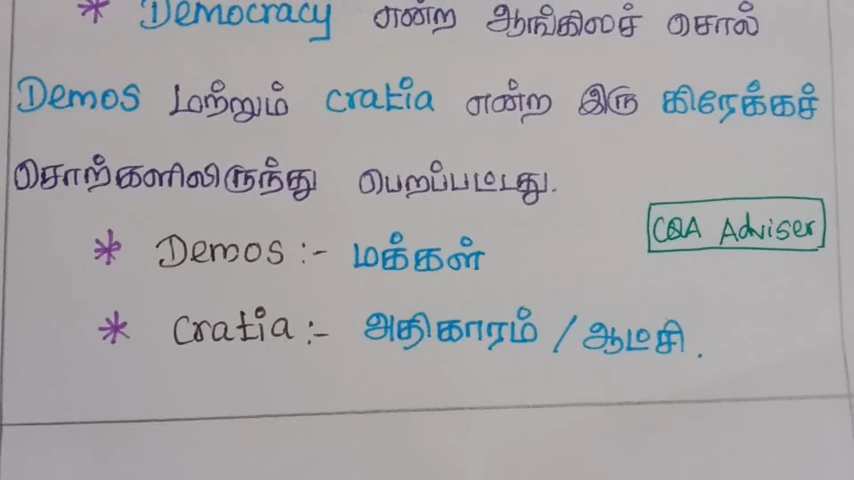 * Democracy என்ற ஆங்கிலச் சொல்
Demos மற்றும் cratia என்ற இரு கிரேக்கச்
சொற்களிலிருந்து பெறப்பட்டது.
* Demos :- மக்கள்
CQA Adviser
* Cratia :- அதிகாரம் / ஆட்சி.